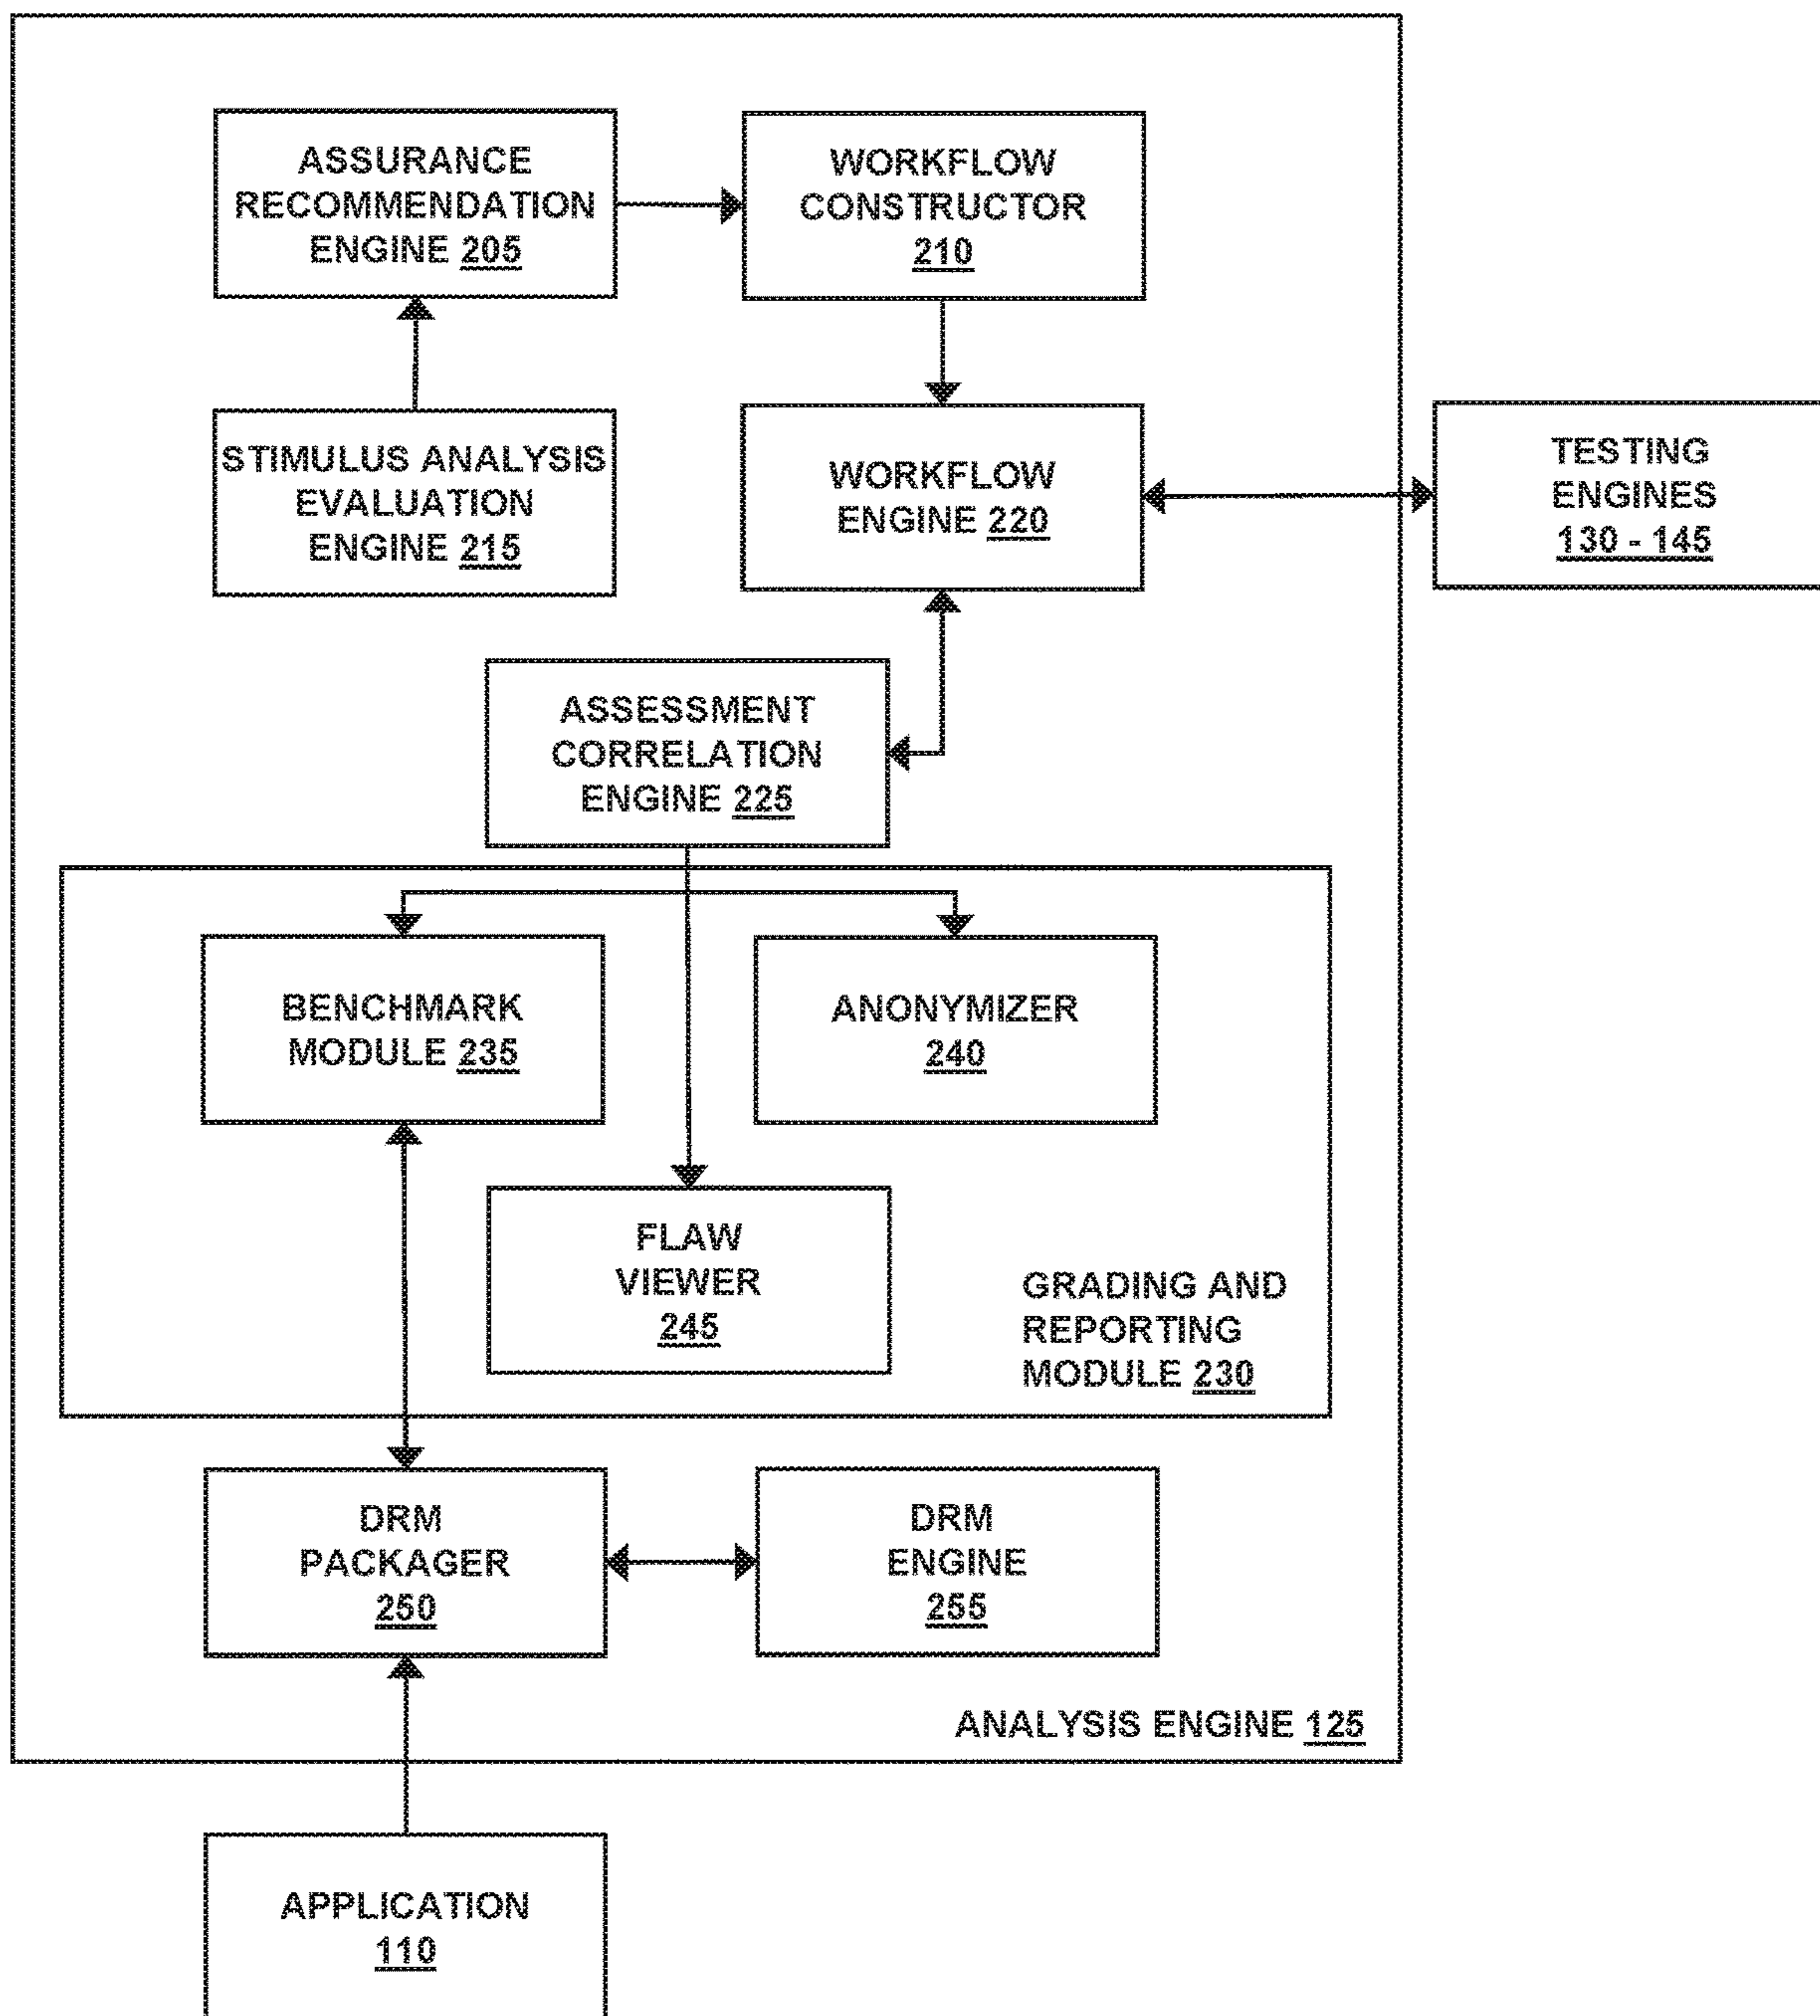 ASSURANCE
RECOMMENDATION
ENGINE 205
WORKFLOW
CONSTRUCTOR
210
STIMULUS ANALYSIS
EVALUATION
ENGINE 215
WORKFLOW
ENGINE 220
TESTING
ENGINES
130 - 145
ASSESSMENT
CORRELATION
ENGINE 225
BENCHMARK
MODULE 235
ANONYMIZER
240
FLAW
VIEWER
245
GRADING AND
REPORTING
MODULE 230
DRM
PACKAGER
250
DRM
ENGINE
255
ANALYSIS ENGINE 125
APPLICATION
110